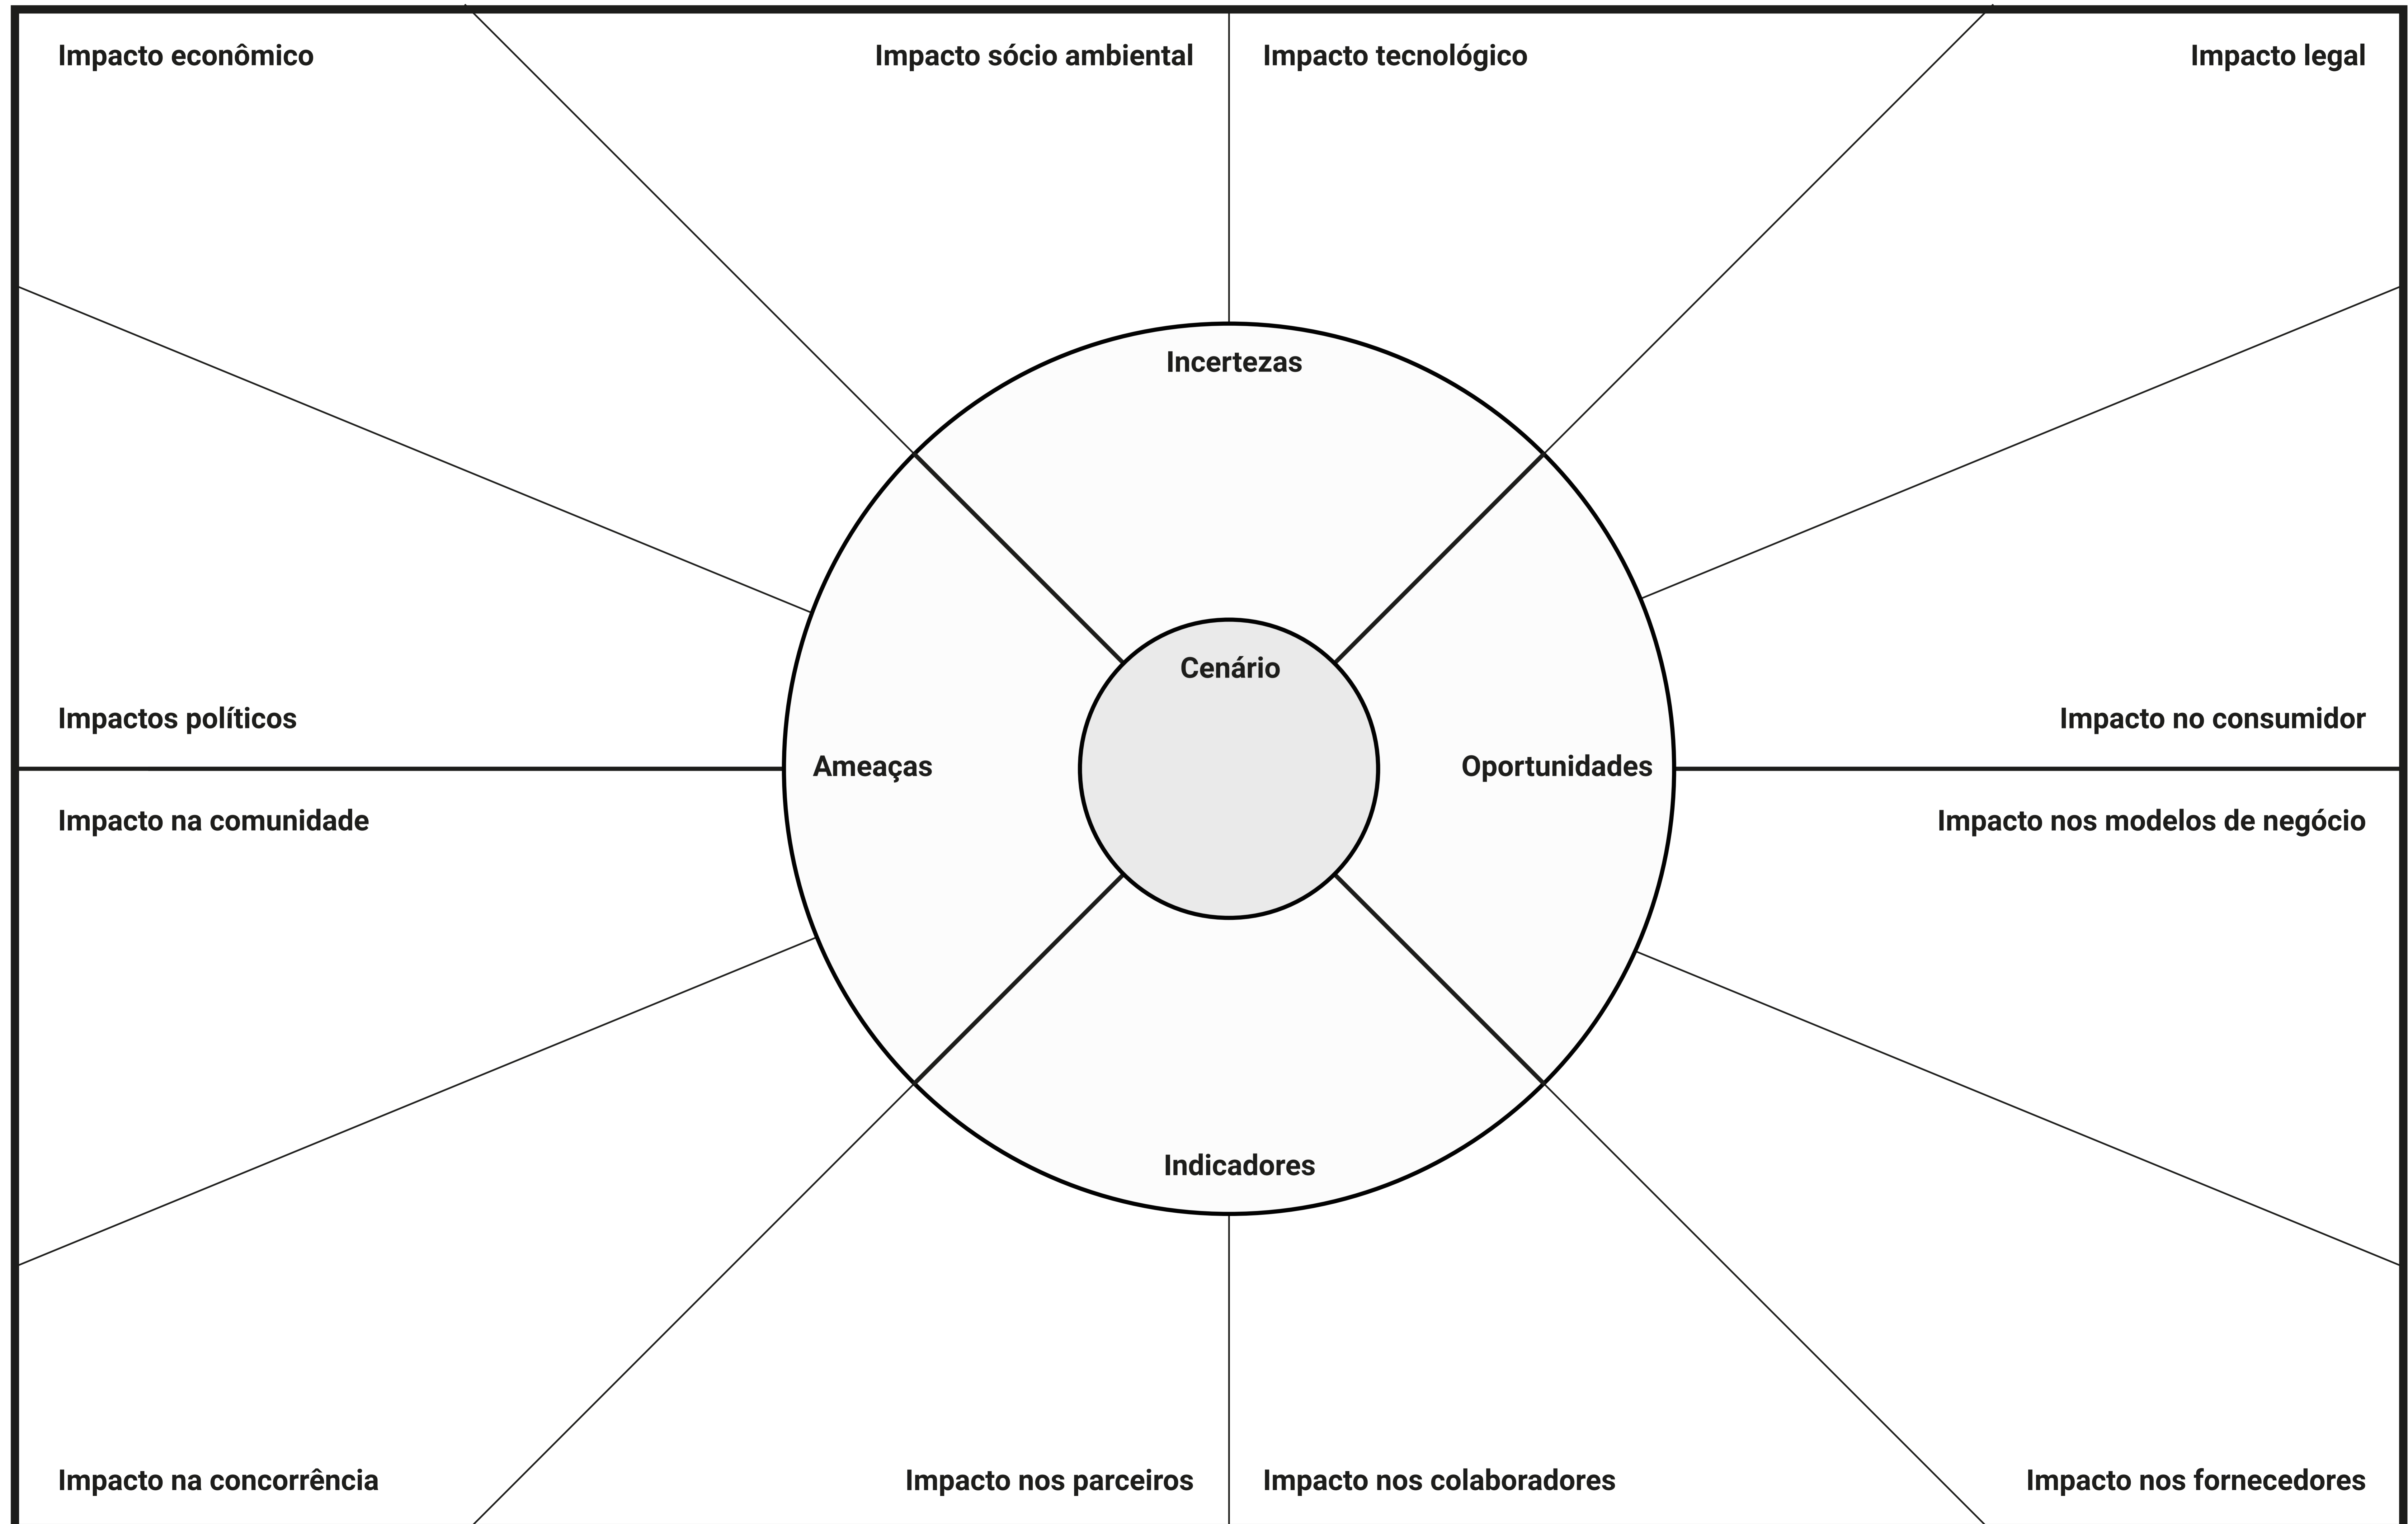 Impacto econômico
Impacto sócio ambiental
Impacto tecnológico
Impacto legal
Incertezas
Cenário
Impactos políticos
Impacto no consumidor
Ameaças
Oportunidades
Impacto na comunidade
Impacto nos modelos de negócio
Indicadores
Impacto na concorrência
Impacto nos parceiros
Impacto nos colaboradores
Impacto nos fornecedores